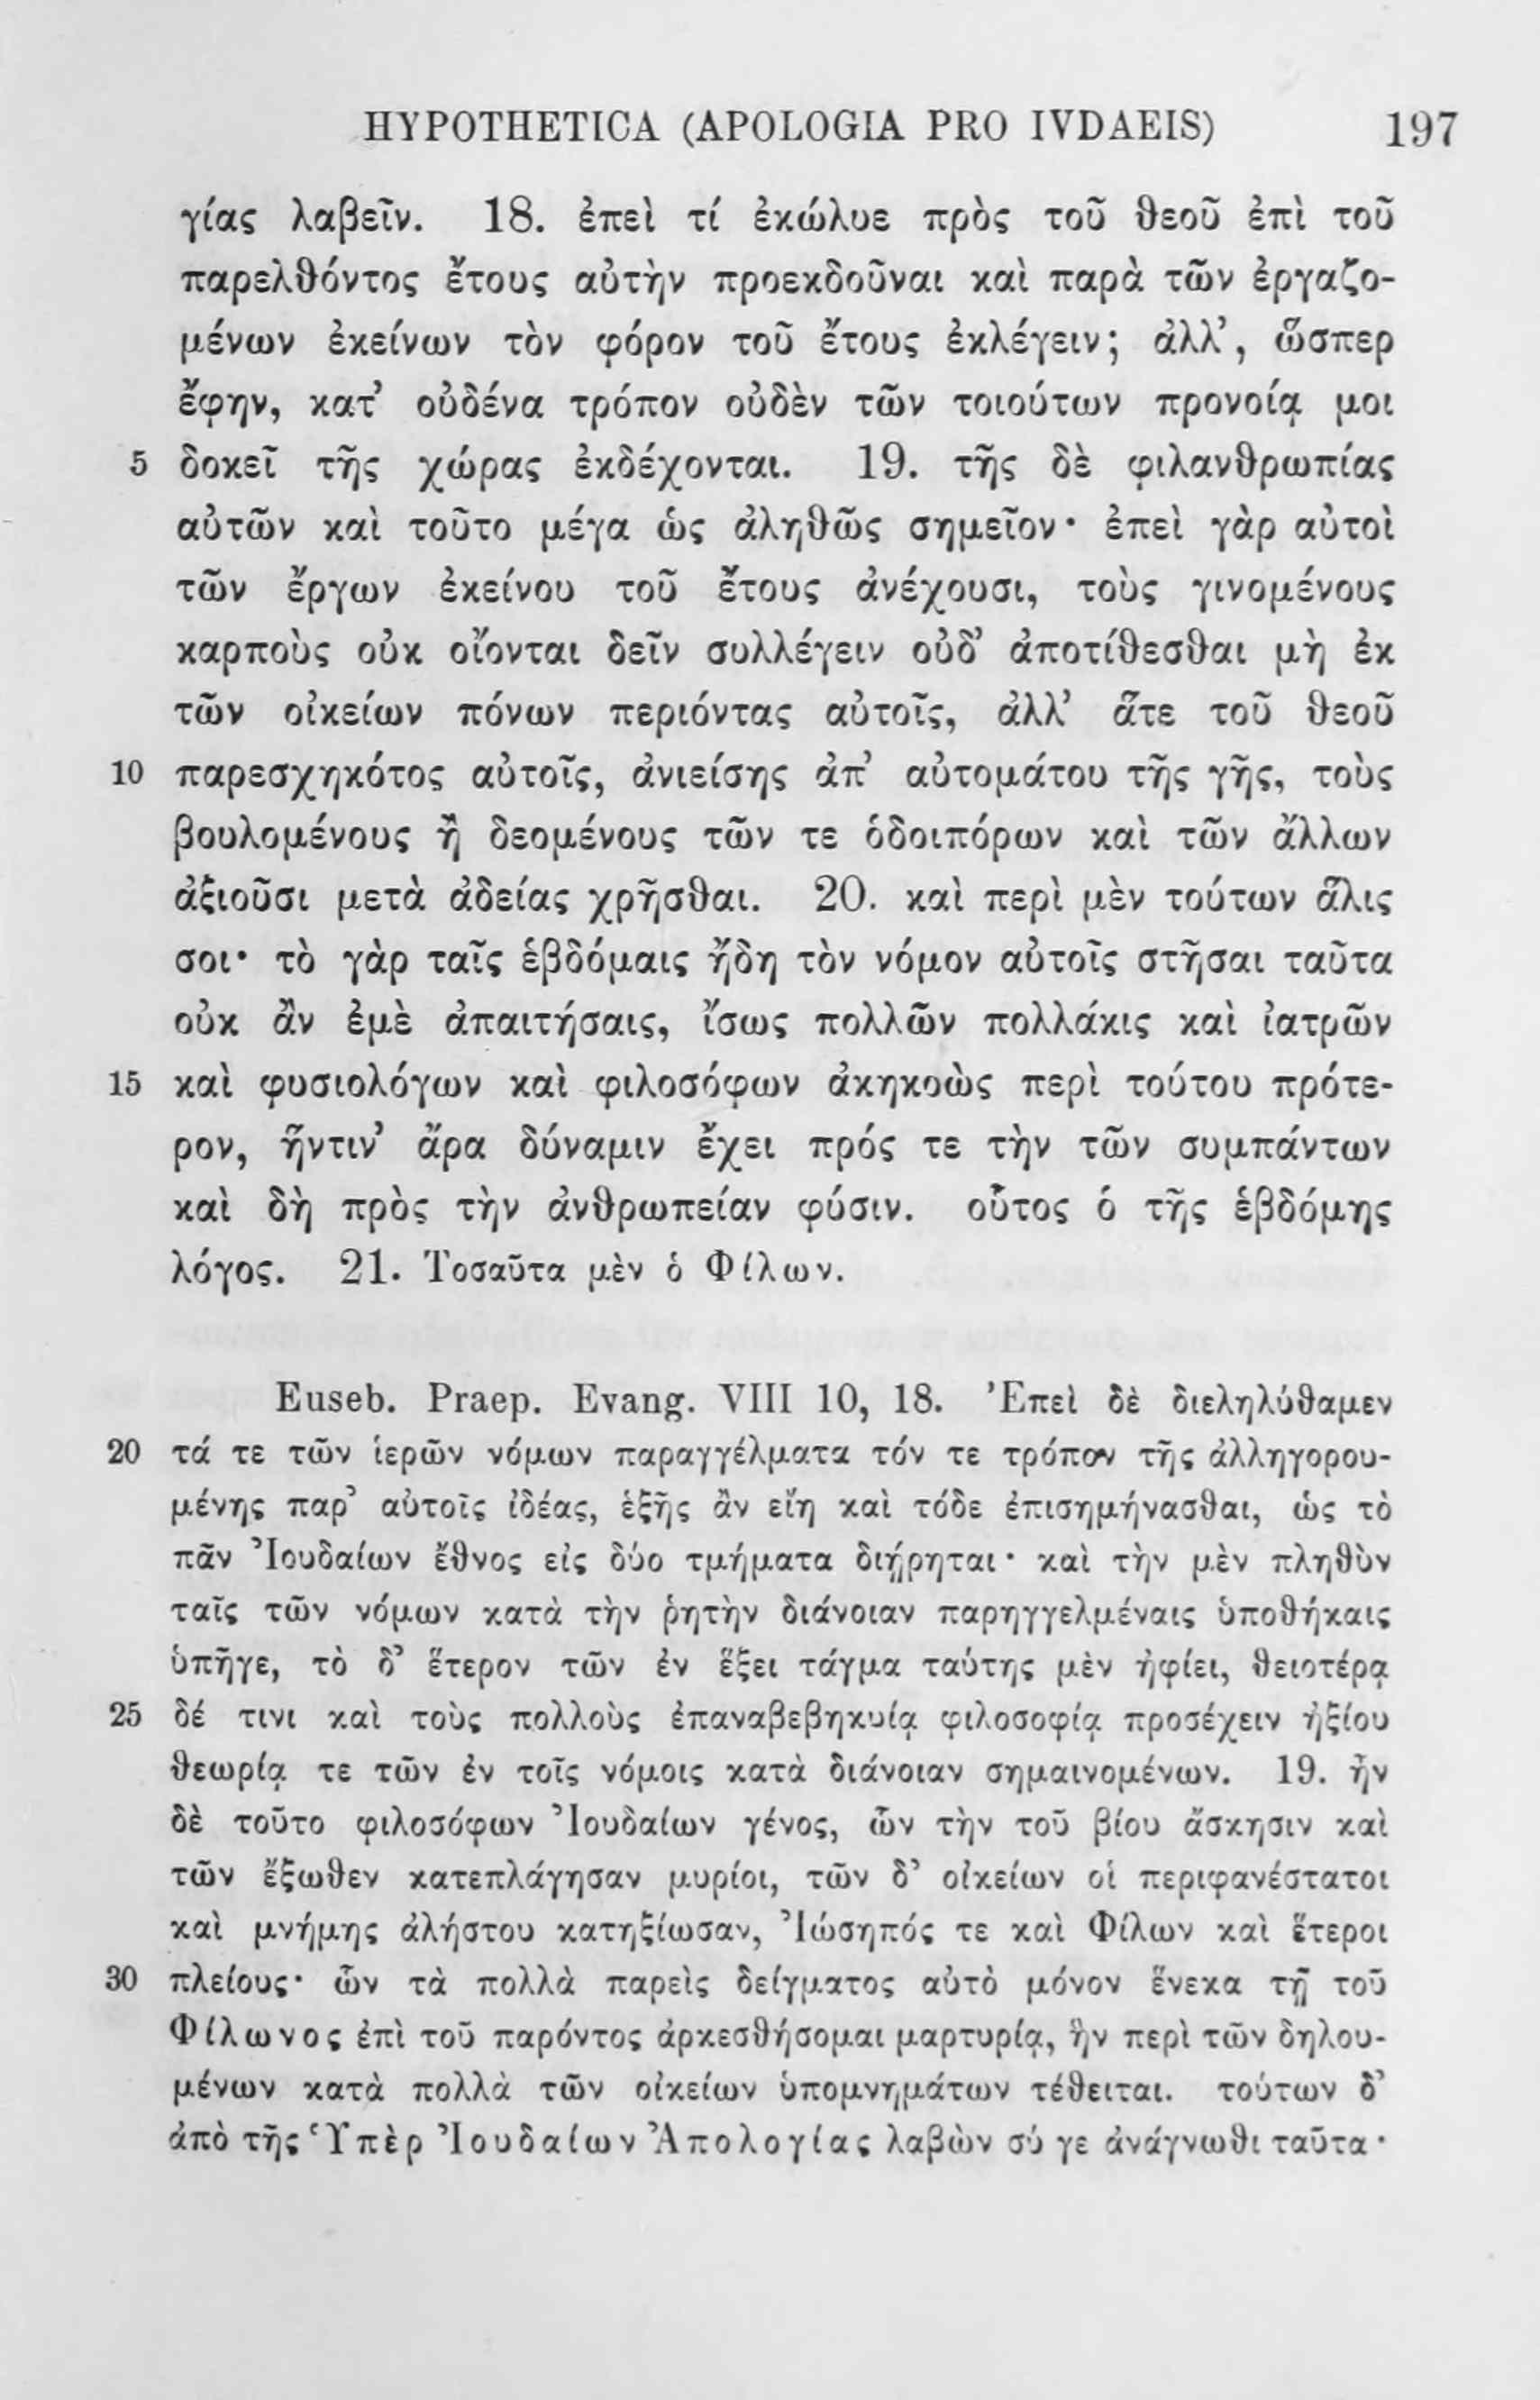 HYPOTHETICA (APOLOGIA PRO IVDAEIS) 197
γίας λαβεῖν. 18. ἐπεὶ τί ἐκώλυε πρὸς τοῦ θεοῦ ἐπὶ τοῦ
παρελθόντος ἔτους αὐτὴν προεκδοῦναι καὶ παρὰ τῶν ἐργαζο-
μένων ἐκείνων τὸν φόρον τοῦ ἔτους ἐκλέγειν; ἀλλ’, ὥσπερ
ἔφην, κατ’ οὐδένα τρόπον οὐδὲν τῶν τοιούτων προνοίᾳ μοι
5 δοκεῖ τῆς χώρας ἐκδέχονται. 19. τῆς δὲ φιλανθρωπίας
αὐτῶν καὶ τοῦτο μέγα ὡς ἀληθῶς σημεῖον· ἐπεὶ γὰρ αὐτοὶ
τῶν ἔργων ἐκείνου τοῦ ἔτους ἀνέχουσι, τοὺς γινομένους
καρποὺς οὐκ οἴονται δεῖν συλλέγειν οὐδ’ ἀποτίθεσθαι μὴ ἐκ
τῶν οἰκείων πόνων περιόντας αὐτοῖς, ἀλλ’ ἅτε τοῦ θεοῦ
10 παρεσχηκότος αὐτοῖς, ἀνιείσης ἀπ’ αὐτομάτου τῆς γῆς, τοὺς
βουλομένους ἢ δεομένους τῶν τε ὁδοιπόρων καὶ τῶν ἄλλων
ἀξιοῦσι μετὰ ἀδείας χρῆσθαι. 20. καὶ περὶ μὲν τούτων ἅλις
σοι· τὸ γὰρ ταῖς ἑβδόμαις ἤδη τὸν νόμον αὐτοῖς στῆσαι ταῦτα
οὐκ ἂν ἐμὲ ἀπαιτήσαις, ἴσως πολλῶν πολλάκις καὶ ἰατρῶν
15 καὶ φυσιολόγων καὶ φιλοσόφων ἀκηκοὼς περὶ τούτου πρότε-
ρον, ἥντιν’ ἄρα δύναμιν ἔχει πρός τε τὴν τῶν συμπάντων
καὶ δὴ πρὸς τὴν ἀνθρωπείαν φύσιν. οὗτος ὁ τῆς ἑβδόμης
λόγος. 21. Τοσαῦτα μὲν ὁ Φίλων.
Euseb. Praep. Evang. VIII 10, 18. Ἐπεὶ δὲ διεληλύθαμεν
20 τά τε τῶν ἱερῶν νόμων παραγγέλματα τόν τε τρόπον τῆς ἀλληγορου-
μένης παρ’ αὐτοῖς ἰδέας, ἑξῆς ἂν εἴη καὶ τόδε ἐπισημήνασθαι, ὡς τὸ
πᾶν Ἰουδαίων ἔθνος εἰς δύο τμήματα διῄρηται· καὶ τὴν μὲν πληθὺν
ταῖς τῶν νόμων κατὰ τὴν ῥητὴν διάνοιαν παρηγγελμέναις ὑποθήκαις
ὑπῆγε, τὸ δ’ ἕτερον τῶν ἐν ἕξει τάγμα ταύτης μὲν ἠφίει, θειοτέρᾳ
25 δέ τινι καὶ τοὺς πολλοὺς ἐπαναβεβηκυίᾳ φιλοσοφίᾳ προσέχειν ἠξίου
θεωρίᾳ τε τῶν ἐν τοῖς νόμοις κατὰ διάνοιαν σημαινομένων. 19. ἦν
δὲ τοῦτο φιλοσόφων Ἰουδαίων γένος, ὧν τὴν τοῦ βίου ἄσκησιν καὶ
τῶν ἔξωθεν κατεπλάγησαν μυρίοι, τῶν δ’ οἰκείων οἱ περιφανέστατοι
καὶ μνήμης ἀλήστου κατηξίωσαν, Ἰώσηπός τε καὶ Φίλων καὶ ἕτεροι
30 πλείους· ὧν τὰ πολλὰ παρεὶς δείγματος αὐτὸ μόνον ἕνεκα τῇ τοῦ
Φίλωνος ἐπὶ τοῦ παρόντος ἀρκεσθήσομαι μαρτυρίᾳ, ἣν περὶ τῶν δηλου-
μένων κατὰ πολλὰ τῶν οἰκείων ὑπομνημάτων τέθειται. τούτων δ’
ἀπὸ τῆς Ὑπὲρ Ἰουδαίων Ἀπολογίας λαβὼν σύ γε ἀνάγνωθι ταῦτα·